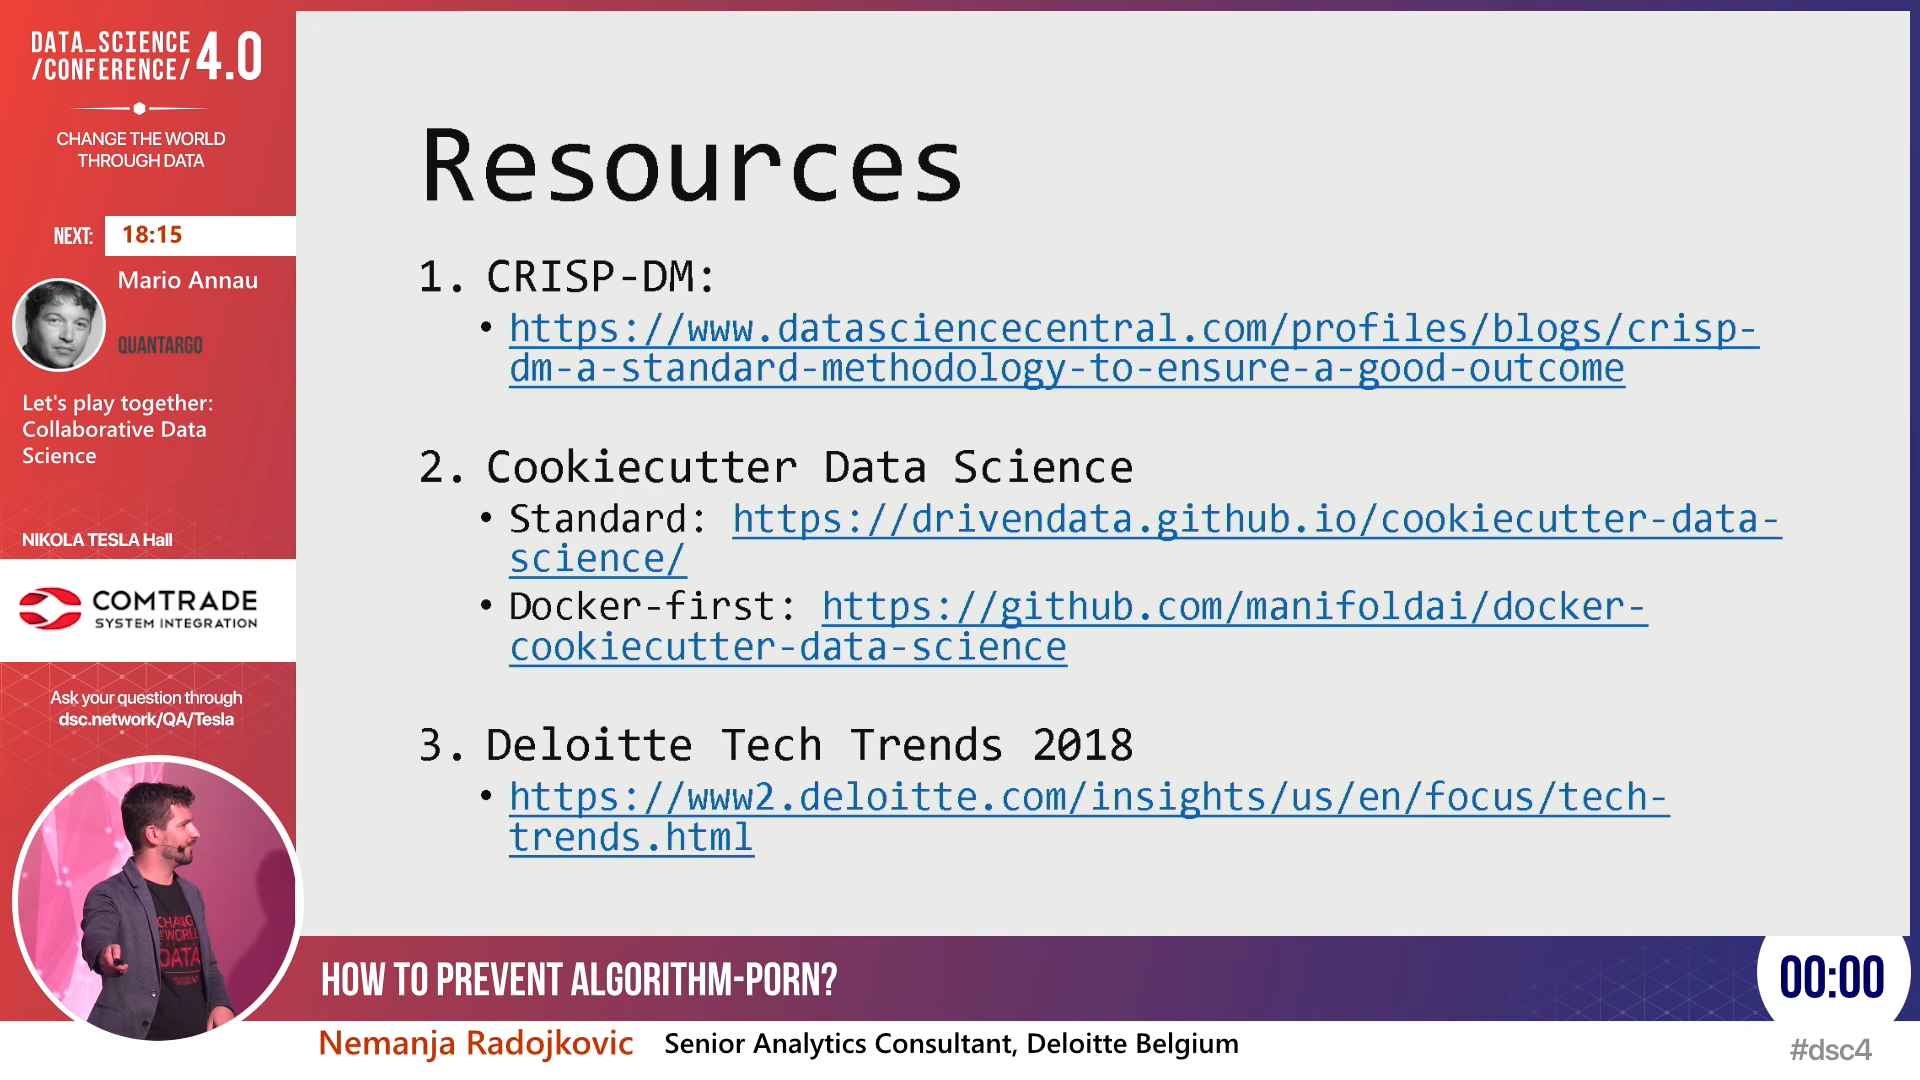 DATA_SCIENCE
/CONFERENCE/ 4.0
CHANGE THE WORLD
THROUGH DATA
NEXT: 18:15
Mario Annau
QUANTARGO
Let's play together:
Collaborative Data
Science
NIKOLA TESLA Hall
COMTRADE
SYSTEM INTEGRATION
Ask your question through
dsc.network/QA/Tesla
CHANGE
THE WORLD
DATA
Resources
1. CRISP-DM:
• https://www.datasciencecentral.com/profiles/blogs/crisp-
dm-a-standard-methodology-to-ensure-a-good-outcome
2. Cookiecutter Data Science
• Standard: https://drivendata.github.io/cookiecutter-data-
science/
• Docker-first: https://github.com/manifoldai/docker-
cookiecutter-data-science
3. Deloitte Tech Trends 2018
• https://www2.deloitte.com/insights/us/en/focus/tech-
trends.html
HOW TO PREVENT ALGORITHM-PORN?
00:00
Nemanja Radojkovic Senior Analytics Consultant, Deloitte Belgium
#dsc4